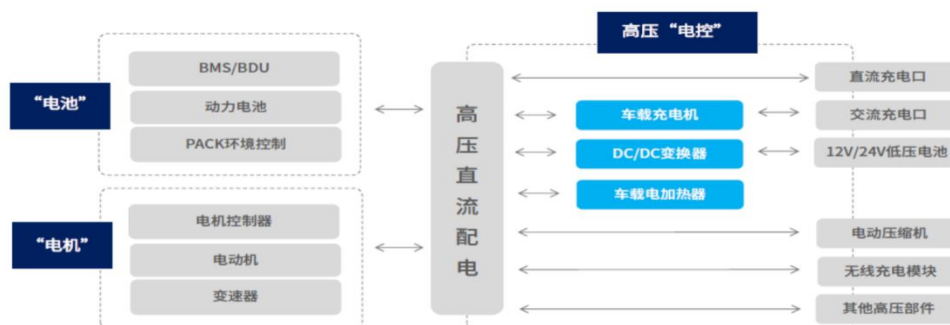 高压“电控”
“电池”
BMS/BDU
动力电池
PACK环境控制
“电机”
电机控制器
电动机
变速器
高压直流配电
车载充电机
DC/DC变换器
车载电加热器
直流充电口
交流充电口
12V/24V低压电池
电动压缩机
无线充电模块
其他高压部件